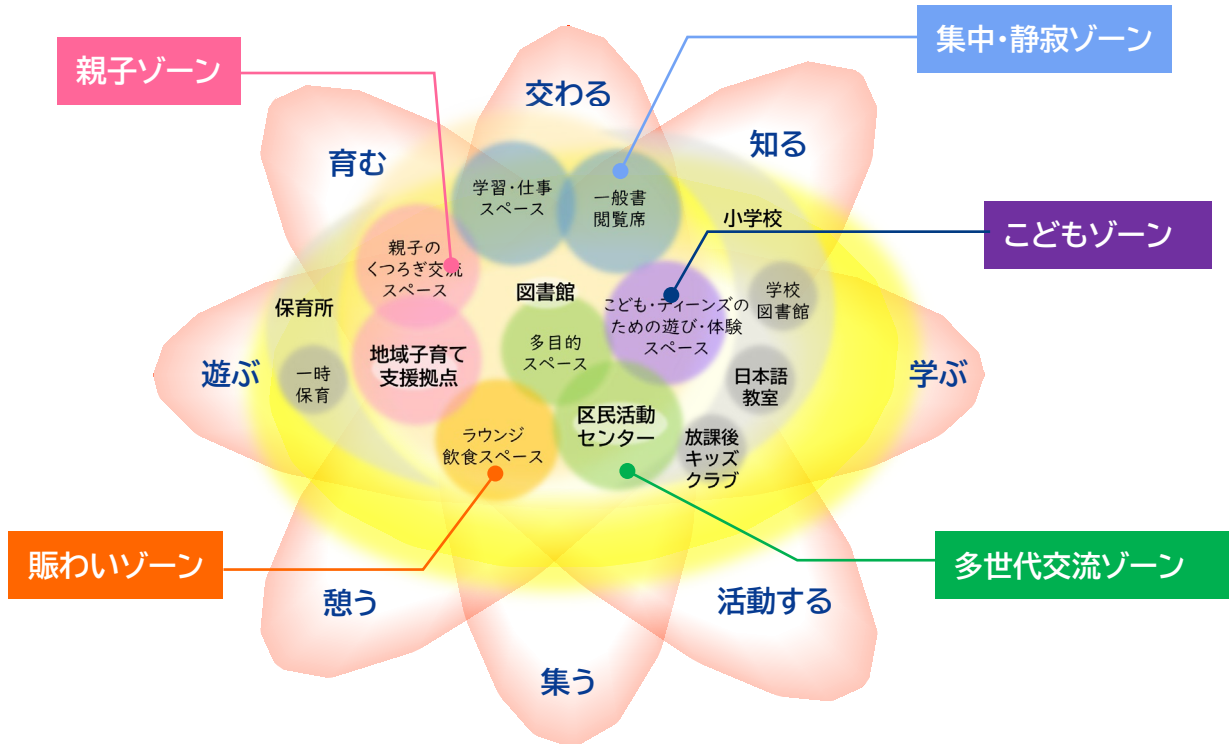 集中・静寂ゾーン
親子ゾーン
交わる
知る
育む
学習・仕事
スペース
一般書
閲覧席
小学校
こどもゾーン
親子の
くつろぎ交流
スペース
図書館
こども・ティーンズの
ための遊び・体験
スペース
学校
図書館
保育所
多目的
スペース
地域子育て
支援拠点
遊ぶ
一時
保育
日本語
教室
学ぶ
区民活動
センター
ラウンジ
飲食スペース
放課後
キッズ
クラブ
賑わいゾーン
多世代交流ゾーン
憩う
活動する
集う